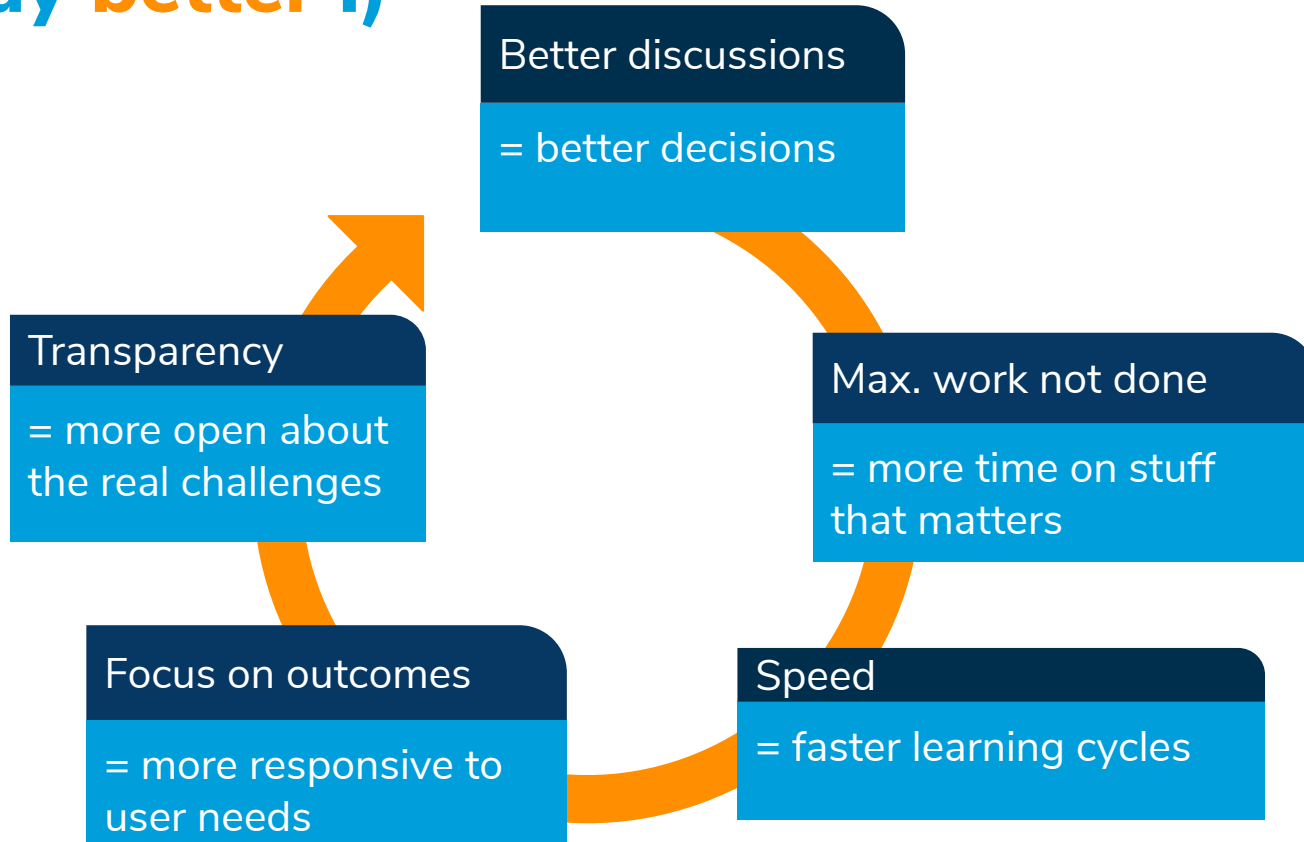 better
Better discussions
= better decisions
Max. work not done
= more time on stuff
that matters
Speed
= faster learning cycles
Focus on outcomes
= more responsive to
user needs
Transparency
= more open about
the real challenges